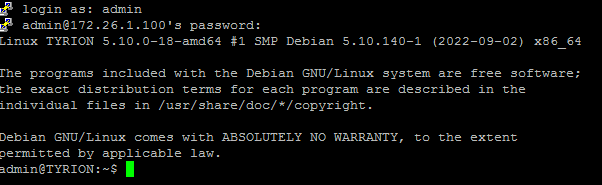 login as: admin
admin@172.26.1.100's password:
Linux TYRION 5.10.0-18-amd64 #1 SMP Debian 5.10.140-1 (2022-09-02) x86_64
The programs included with the Debian GNU/Linux system are free software;
the exact distribution terms for each program are described in the
individual files in /usr/share/doc/*/copyright.
Debian GNU/Linux comes with ABSOLUTELY NO WARRANTY, to the extent
permitted by applicable law.
admin@TYRION:~$